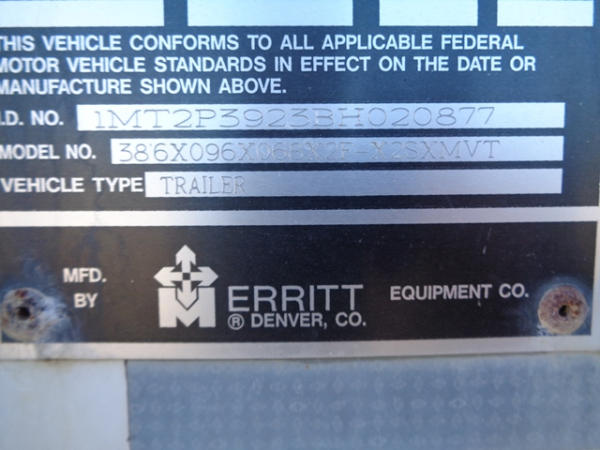 THIS VEHICLE CONFORMS TO ALL APPLICABLE FEDERAL
MOTOR VEHICLE STANDARDS IN EFFECT ON THE DATE OR
MANUFACTURE SHOWN ABOVE.
I.D. NO. 1MT2P3923BH020877
MODEL NO.
VEHICLE TYPE TRAILER
MFD. BY MERRITT EQUIPMENT CO.
® DENVER, CO.